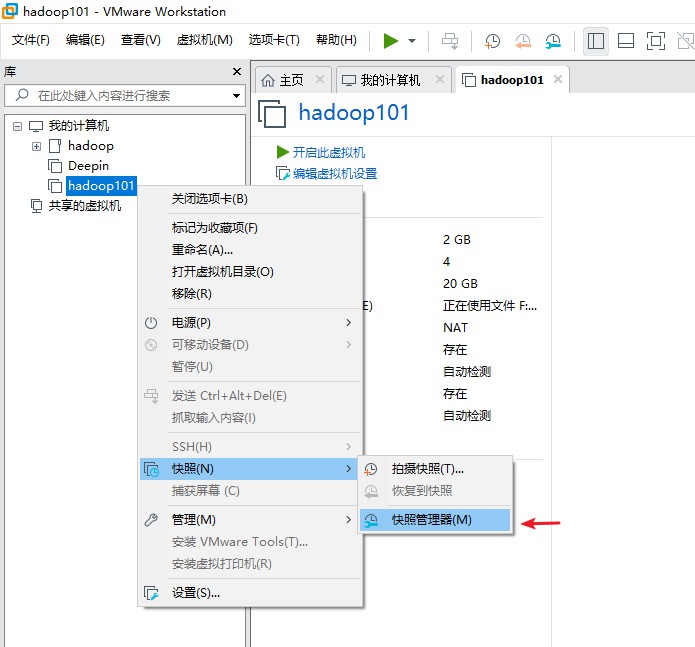 hadoop101 - VMware Workstation
文件(F) 编辑(E) 查看(V) 虚拟机(M) 选项卡(T) 帮助(H)
库
在此处键入内容进行搜索
我的计算机
hadoop
Deepin
hadoop101
共享的虚拟机
主页 我的计算机 hadoop101
hadoop101
开启此虚拟机
编辑虚拟机设置
2 GB
4
20 GB
E) 正在使用文件 F:...
NAT
存在
自动检测
存在
自动检测
关闭选项卡(B)
标记为收藏项(F)
重命名(A)...
打开虚拟机目录(O)
移除(R)
电源(P)
可移动设备(D)
暂停(U)
发送 Ctrl+Alt+Del(E)
抓取输入内容(I)
SSH(H)
快照(N)
捕获屏幕 (C)
管理(M)
安装 VMware Tools(T)...
安装虚拟打印机(R)
设置(S)...
拍摄快照(T)...
恢复到快照
快照管理器(M)